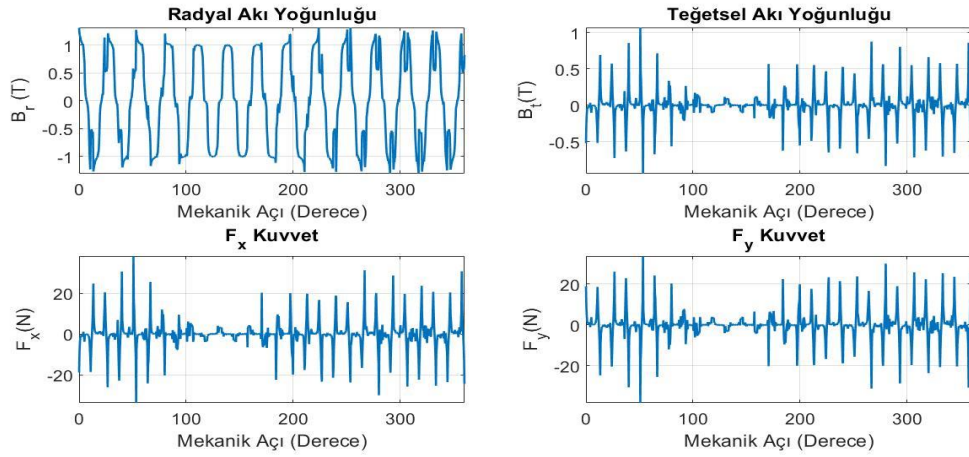 Radyal Akı Yoğunluğu
1
0.5
0
-0.5
-1
B_r (T)
0 100 200 300
Mekanik Açı (Derece)
Teğetsel Akı Yoğunluğu
1
0.5
0
-0.5
B_t(T)
0 100 200 300
Mekanik Açı (Derece)
F_x Kuvvet
20
0
-20
F_x(N)
0 100 200 300
Mekanik Açı (Derece)
F_y Kuvvet
20
0
-20
F_y(N)
0 100 200 300
Mekanik Açı (Derece)